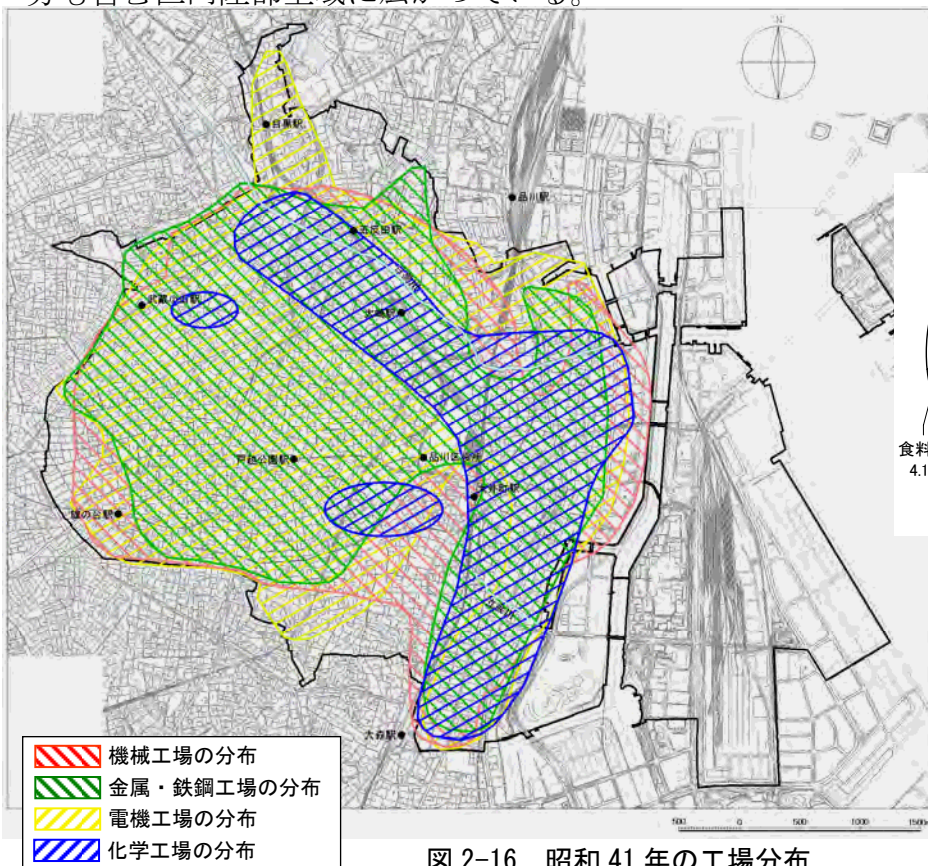 分も含む区内陸部全域に広がっている。
目黒駅
品川駅
五反田駅
武蔵小山駅
大崎駅
戸越公園駅
品川区役所
大井町駅
旗の台駅
大森駅
食料
4.1
機械工場の分布
金属・鉄鋼工場の分布
電機工場の分布
化学工場の分布
500 0 500 1000 1500m
図 2-16 昭和 41 年の工場分布